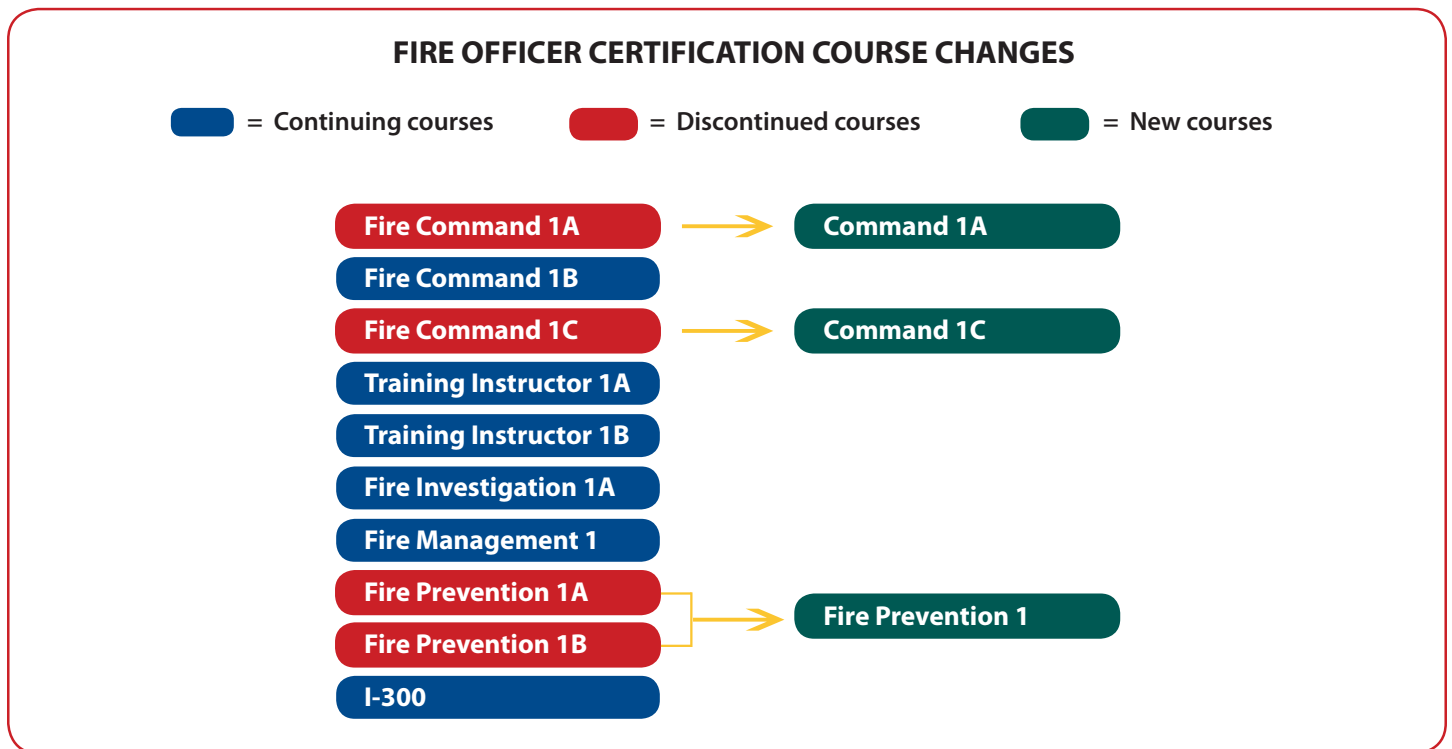 FIRE OFFICER CERTIFICATION COURSE CHANGES
= Continuing courses = Discontinued courses = New courses
Fire Command 1A Command 1A
Fire Command 1B
Fire Command 1C Command 1C
Training Instructor 1A
Training Instructor 1B
Fire Investigation 1A
Fire Management 1
Fire Prevention 1A
Fire Prevention 1
Fire Prevention 1B
I-300